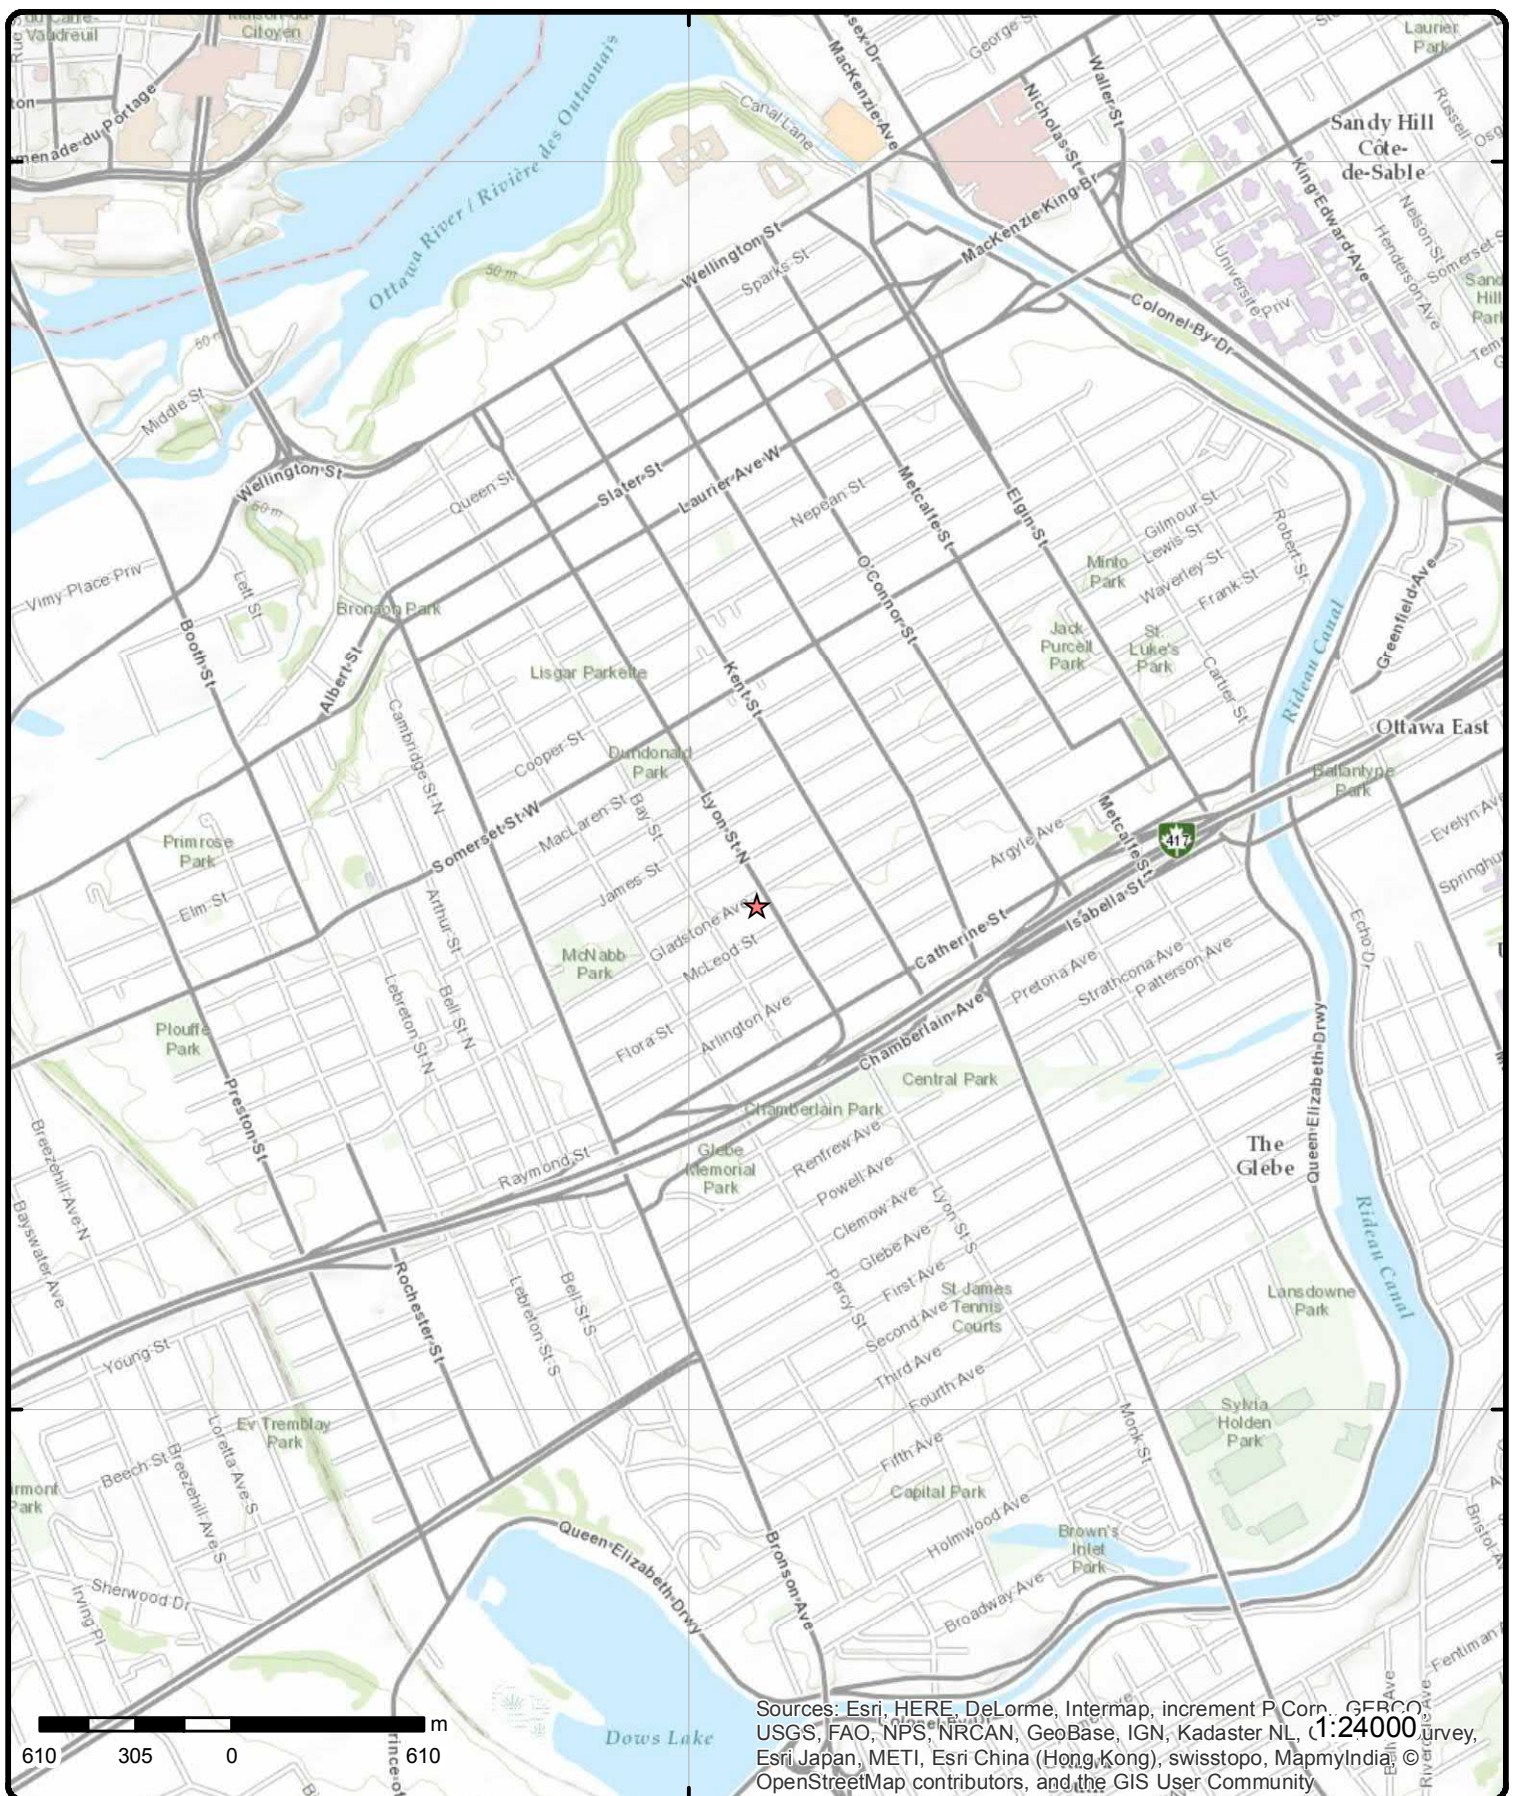 Vaudreuil
Citoyen
George S
Laurier
Park
MacKenzie Ave
Nicholas St
Waller St
Canal Lane
Ottawa River / Rivière des Outaouais
Sandy Hill
Côte-
de-Sable
Russell
menade du Portage
King Edward Ave
Nelson St
Henderson Ave
Somerset S
MacKenzie King Br
Universite Priv
Wellington St
Sparks St
50 m
50 m
Colonel By Dr
Middle St
Wellington St
50 m
Queen St
Slater St
Laurier Ave W
Nepean St
Metcalfe St
Elgin St
Gilmour St
Lewis St
Waverley St
Frank St
Robert St
Minto
Park
O'Connor St
Vimy Place Priv
Lett St
Bronson Park
Booth St
Albert St
Lisgar Parkette
Jack
Purcell
Park
St.
Luke's
Park
Cartier St
Greenfield Ave
Rideau Canal
Kent St
Cambridge St N
Cooper St
Dundonald
Park
Ottawa East
Ballantyne
Park
Lyon St N
Bay St
MacLaren St
Somerset St W
Metcalfe St
417
Argyle Ave
Evelyn Ave
Primrose
Park
Elm St
James St
Arthur St
Gladstone Ave
McLeod St
McNabb
Park
Catherine St
Isabella St
Echo Dr
Springhu
Lebreton St N
Bell St N
Pretoria Ave
Strathcona Ave
Patterson Ave
Plouffe
Park
Flora St
Arlington Ave
Chamberlain Ave
Central Park
Chamberlain Park
Queen Elizabeth Drwy
Preston St
Breezehill Ave N
Bayswater Ave
Raymond St
Glebe
Memorial
Park
Renfrew Ave
Powell Ave
Clemow Ave
Glebe Ave
First Ave
Second Ave
Third Ave
Fourth Ave
Fifth Ave
Lyon St S
Percy St
The
Glebe
Rideau Canal
St James
Tennis
Courts
Lansdowne
Park
Rochester St
Lebreton St S
Bell St S
Young St
Ev Tremblay
Park
Loretta Ave S
Beech St
Breezehill Ave S
rmont
Park
Monk St
Sylvia
Holden
Park
Capital Park
Holmwood Ave
Brown's
Inlet
Park
Broadway Ave
Queen Elizabeth Drwy
Bronson Ave
Sherwood Dr
Irving Pl
Fentiman
Dows Lake
610 305 0 610 m
1:24000
Sources: Esri, HERE, DeLorme, Intermap, increment P Corp., GEBCO,
USGS, FAO, NPS, NRCAN, GeoBase, IGN, Kadaster NL, urvey,
Esri Japan, METI, Esri China (Hong Kong), swisstopo, MapmyIndia, ©
OpenStreetMap contributors, and the GIS User Community